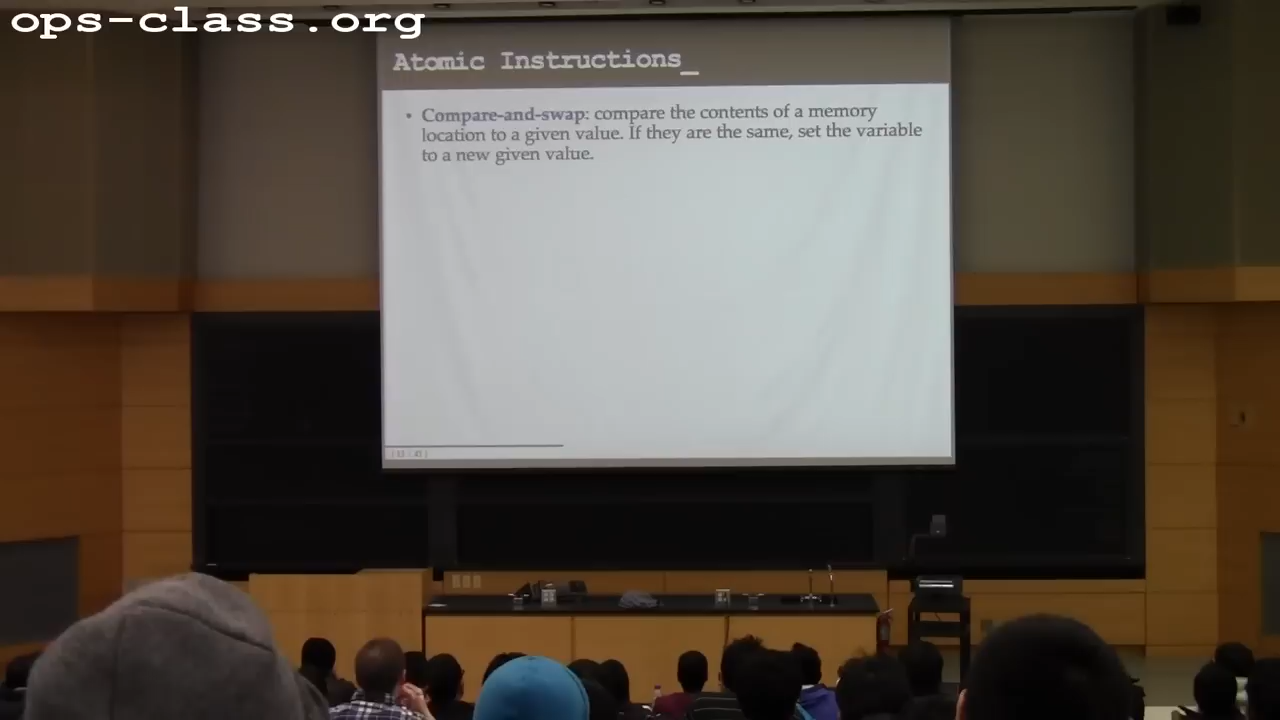 ops-class.org
Atomic Instructions_
• Compare-and-swap: compare the contents of a memory
location to a given value. If they are the same, set the variable
to a new given value.